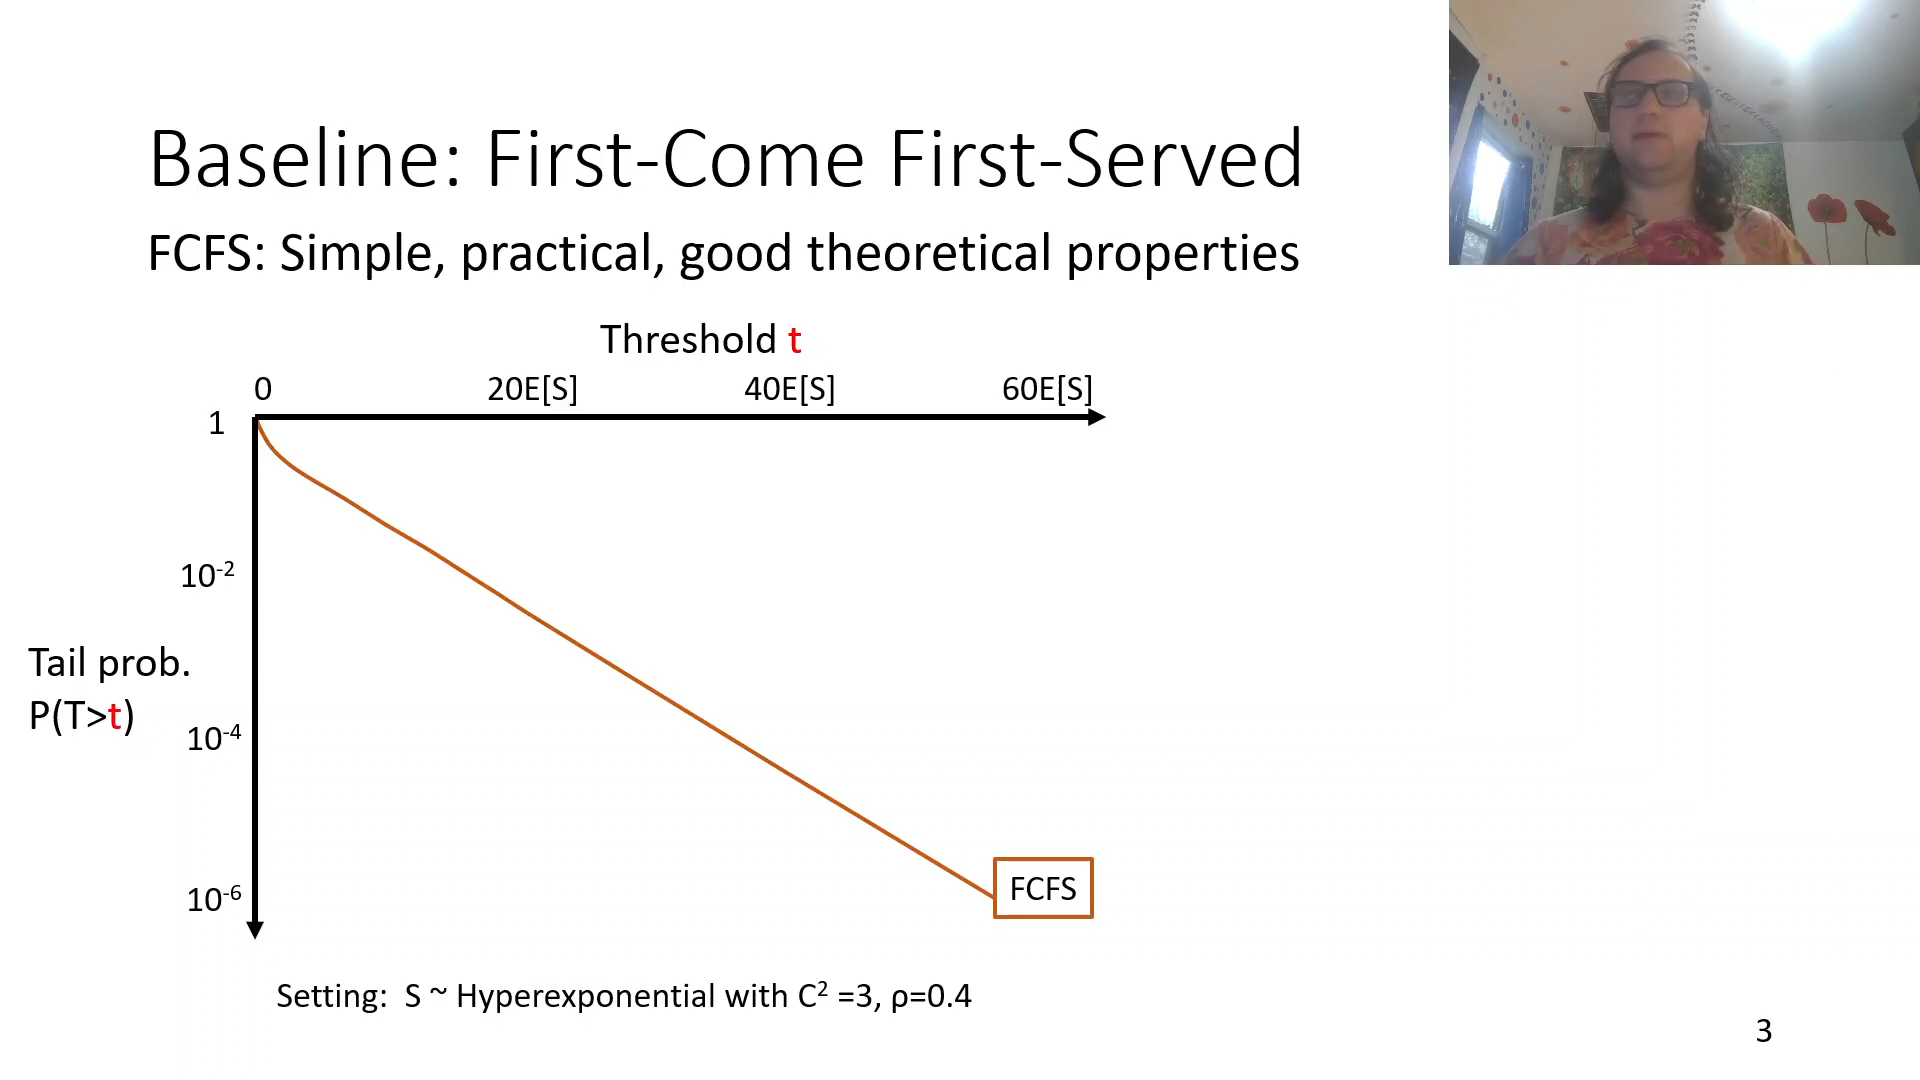 Baseline: First-Come First-Served
FCFS: Simple, practical, good theoretical properties
Threshold t
0 20E[S] 40E[S] 60E[S]
1
10⁻²
Tail prob.
P(T>t)
10⁻⁴
10⁻⁶
FCFS
Setting: S ~ Hyperexponential with C² =3, ρ=0.4
3